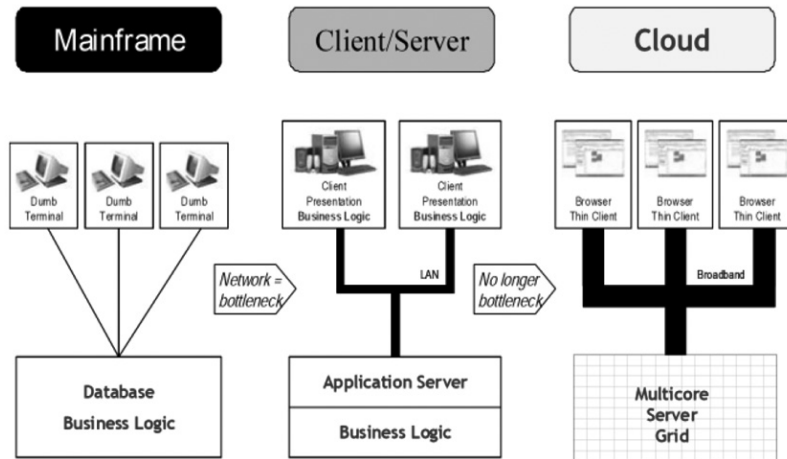 Mainframe
Client/Server
Cloud
Dumb
Terminal
Dumb
Terminal
Dumb
Terminal
Client
Presentation
Business Logic
Client
Presentation
Business Logic
Browser
Thin Client
Browser
Thin Client
Browser
Thin Client
Network =
bottleneck
LAN
No longer
bottleneck
Broadband
Database
Business Logic
Application Server
Business Logic
Multicore
Server
Grid